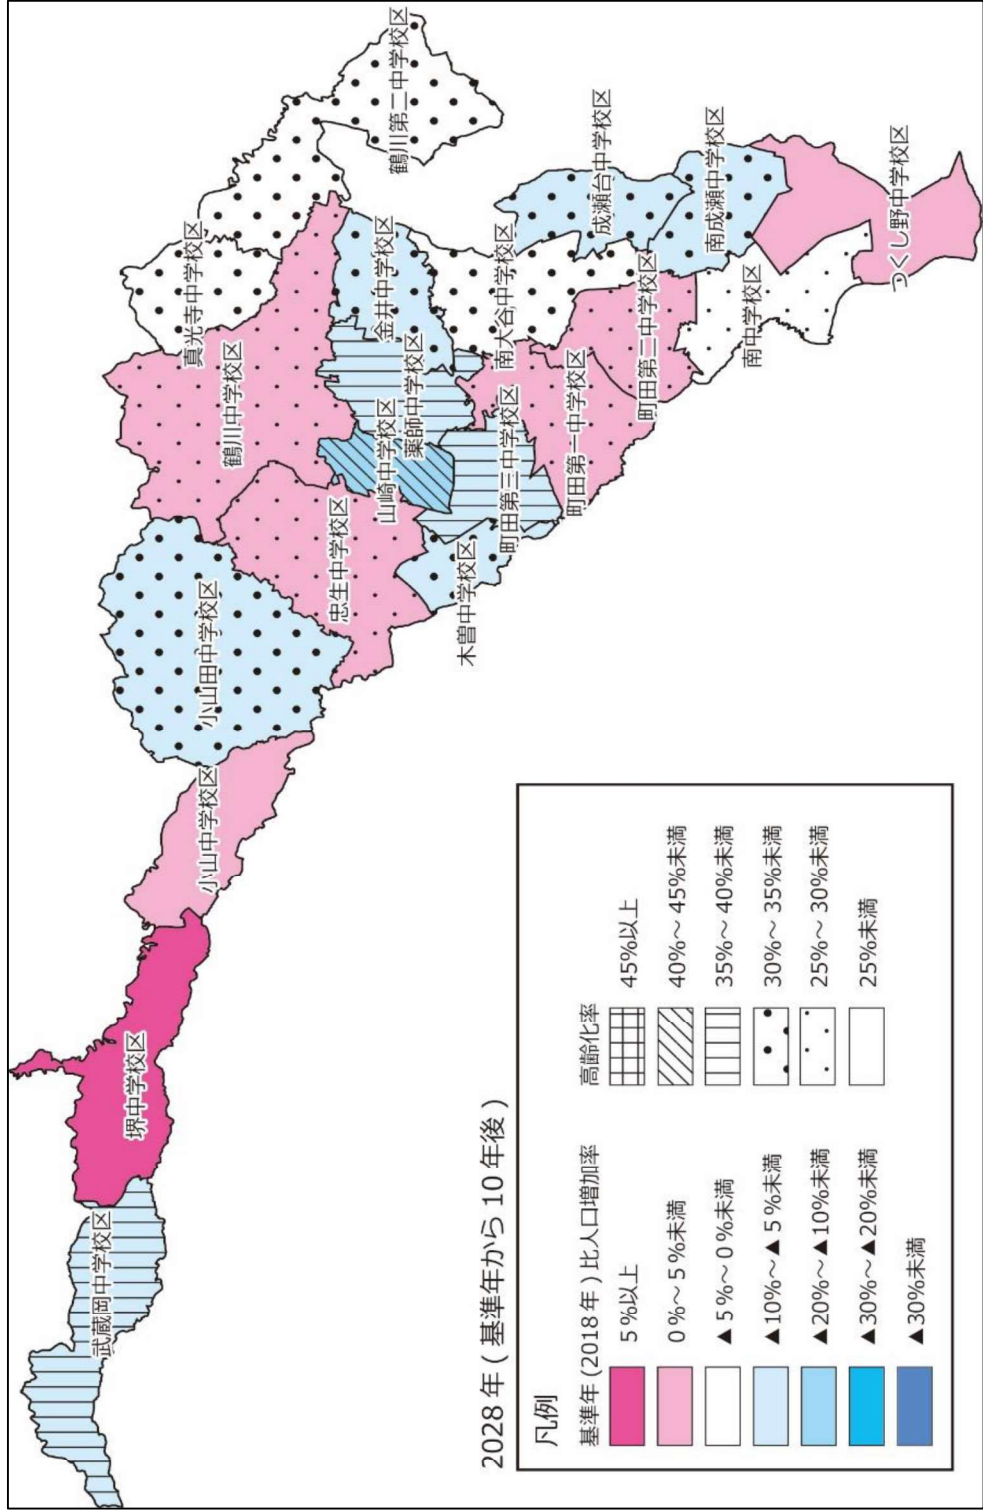 2028 年 ( 基準年から 10 年後 )
武蔵岡中学校区
堺中学校区
小山中学校区
小山田中学校区
忠生中学校区
鶴川中学校区
真光寺中学校区
鶴川第二中学校区
木曽中学校区
山崎中学校区
薬師中学校区
金井中学校区
町田第三中学校区
南大谷中学校区
町田第一中学校区
町田第二中学校区
成瀬台中学校区
南成瀬中学校区
南中学校区
つくし野中学校区
凡例
基準年 (2018 年 ) 比人口増加率
5 %以上
0 %～ 5 %未満
▲ 5 %～ 0 %未満
▲10%～▲ 5 %未満
▲20%～▲10%未満
▲30%～▲20%未満
▲30%未満
高齢化率
45%以上
40%～ 45%未満
35%～ 40%未満
30%～ 35%未満
25%～ 30%未満
25%未満